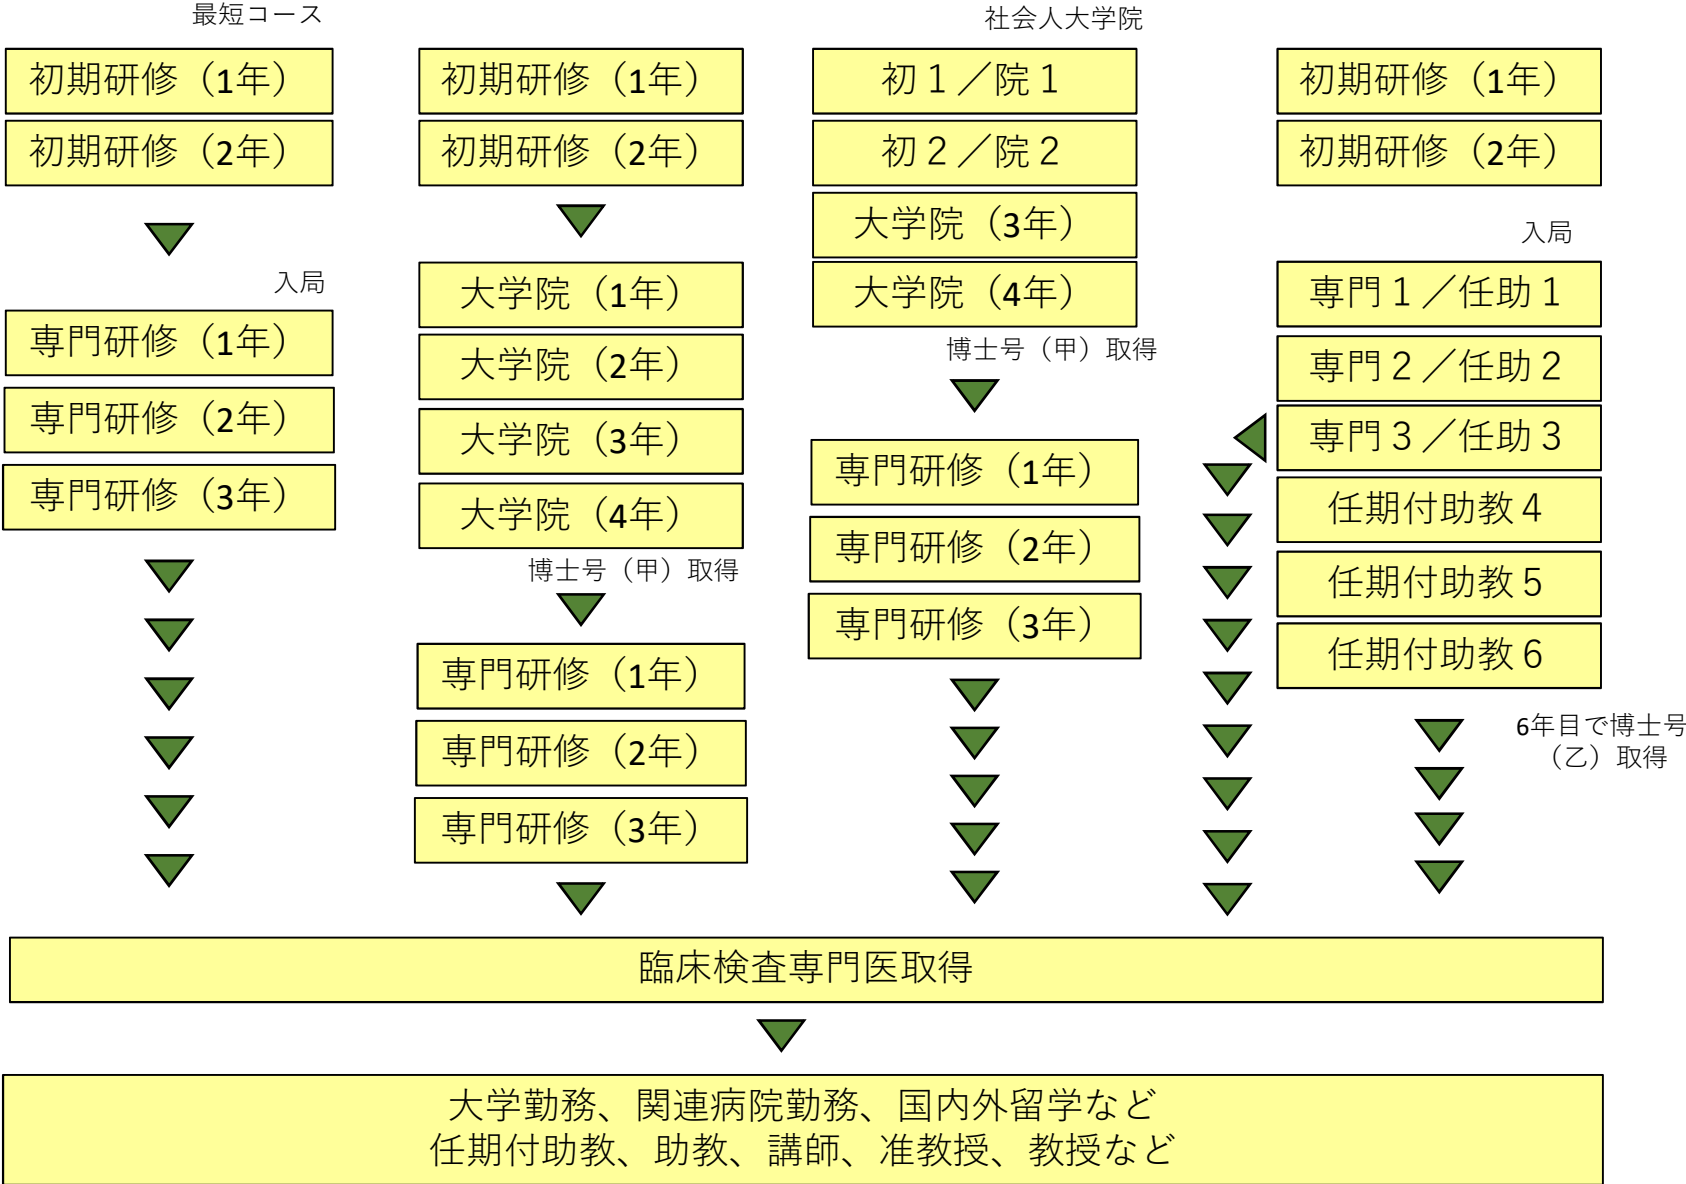 最短コース
初期研修（1年）
初期研修（2年）
入局
専門研修（1年）
専門研修（2年）
専門研修（3年）
初期研修（1年）
初期研修（2年）
大学院（1年）
大学院（2年）
大学院（3年）
大学院（4年）
博士号（甲）取得
専門研修（1年）
専門研修（2年）
専門研修（3年）
社会人大学院
初１／院１
初２／院２
大学院（3年）
大学院（4年）
博士号（甲）取得
専門研修（1年）
専門研修（2年）
専門研修（3年）
初期研修（1年）
初期研修（2年）
入局
専門１／任助１
専門２／任助２
専門３／任助３
任期付助教４
任期付助教５
任期付助教６
6年目で博士号
（乙）取得
臨床検査専門医取得
大学勤務、関連病院勤務、国内外留学など
任期付助教、助教、講師、准教授、教授など